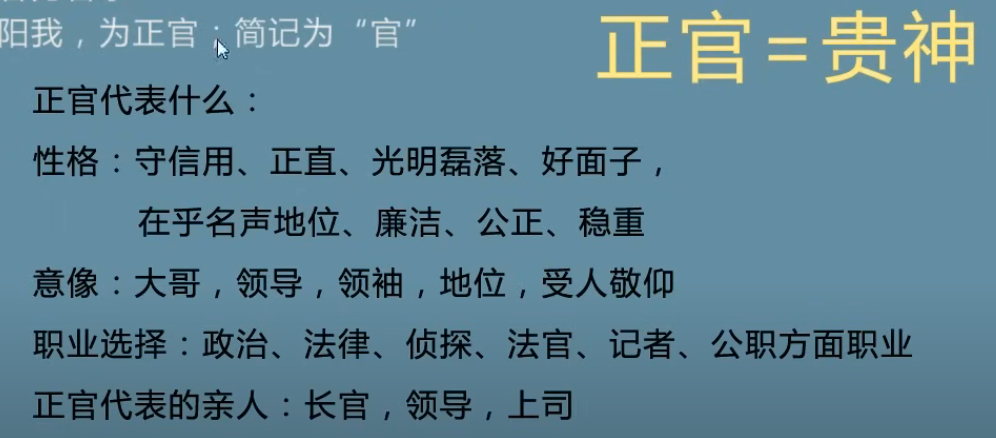 阳我，为正官；简记为“官”
正官=贵神
正官代表什么：
性格：守信用、正直、光明磊落、好面子，
在乎名声地位、廉洁、公正、稳重
意像：大哥，领导，领袖，地位，受人敬仰
职业选择：政治、法律、侦探、法官、记者、公职方面职业
正官代表的亲人：长官，领导，上司